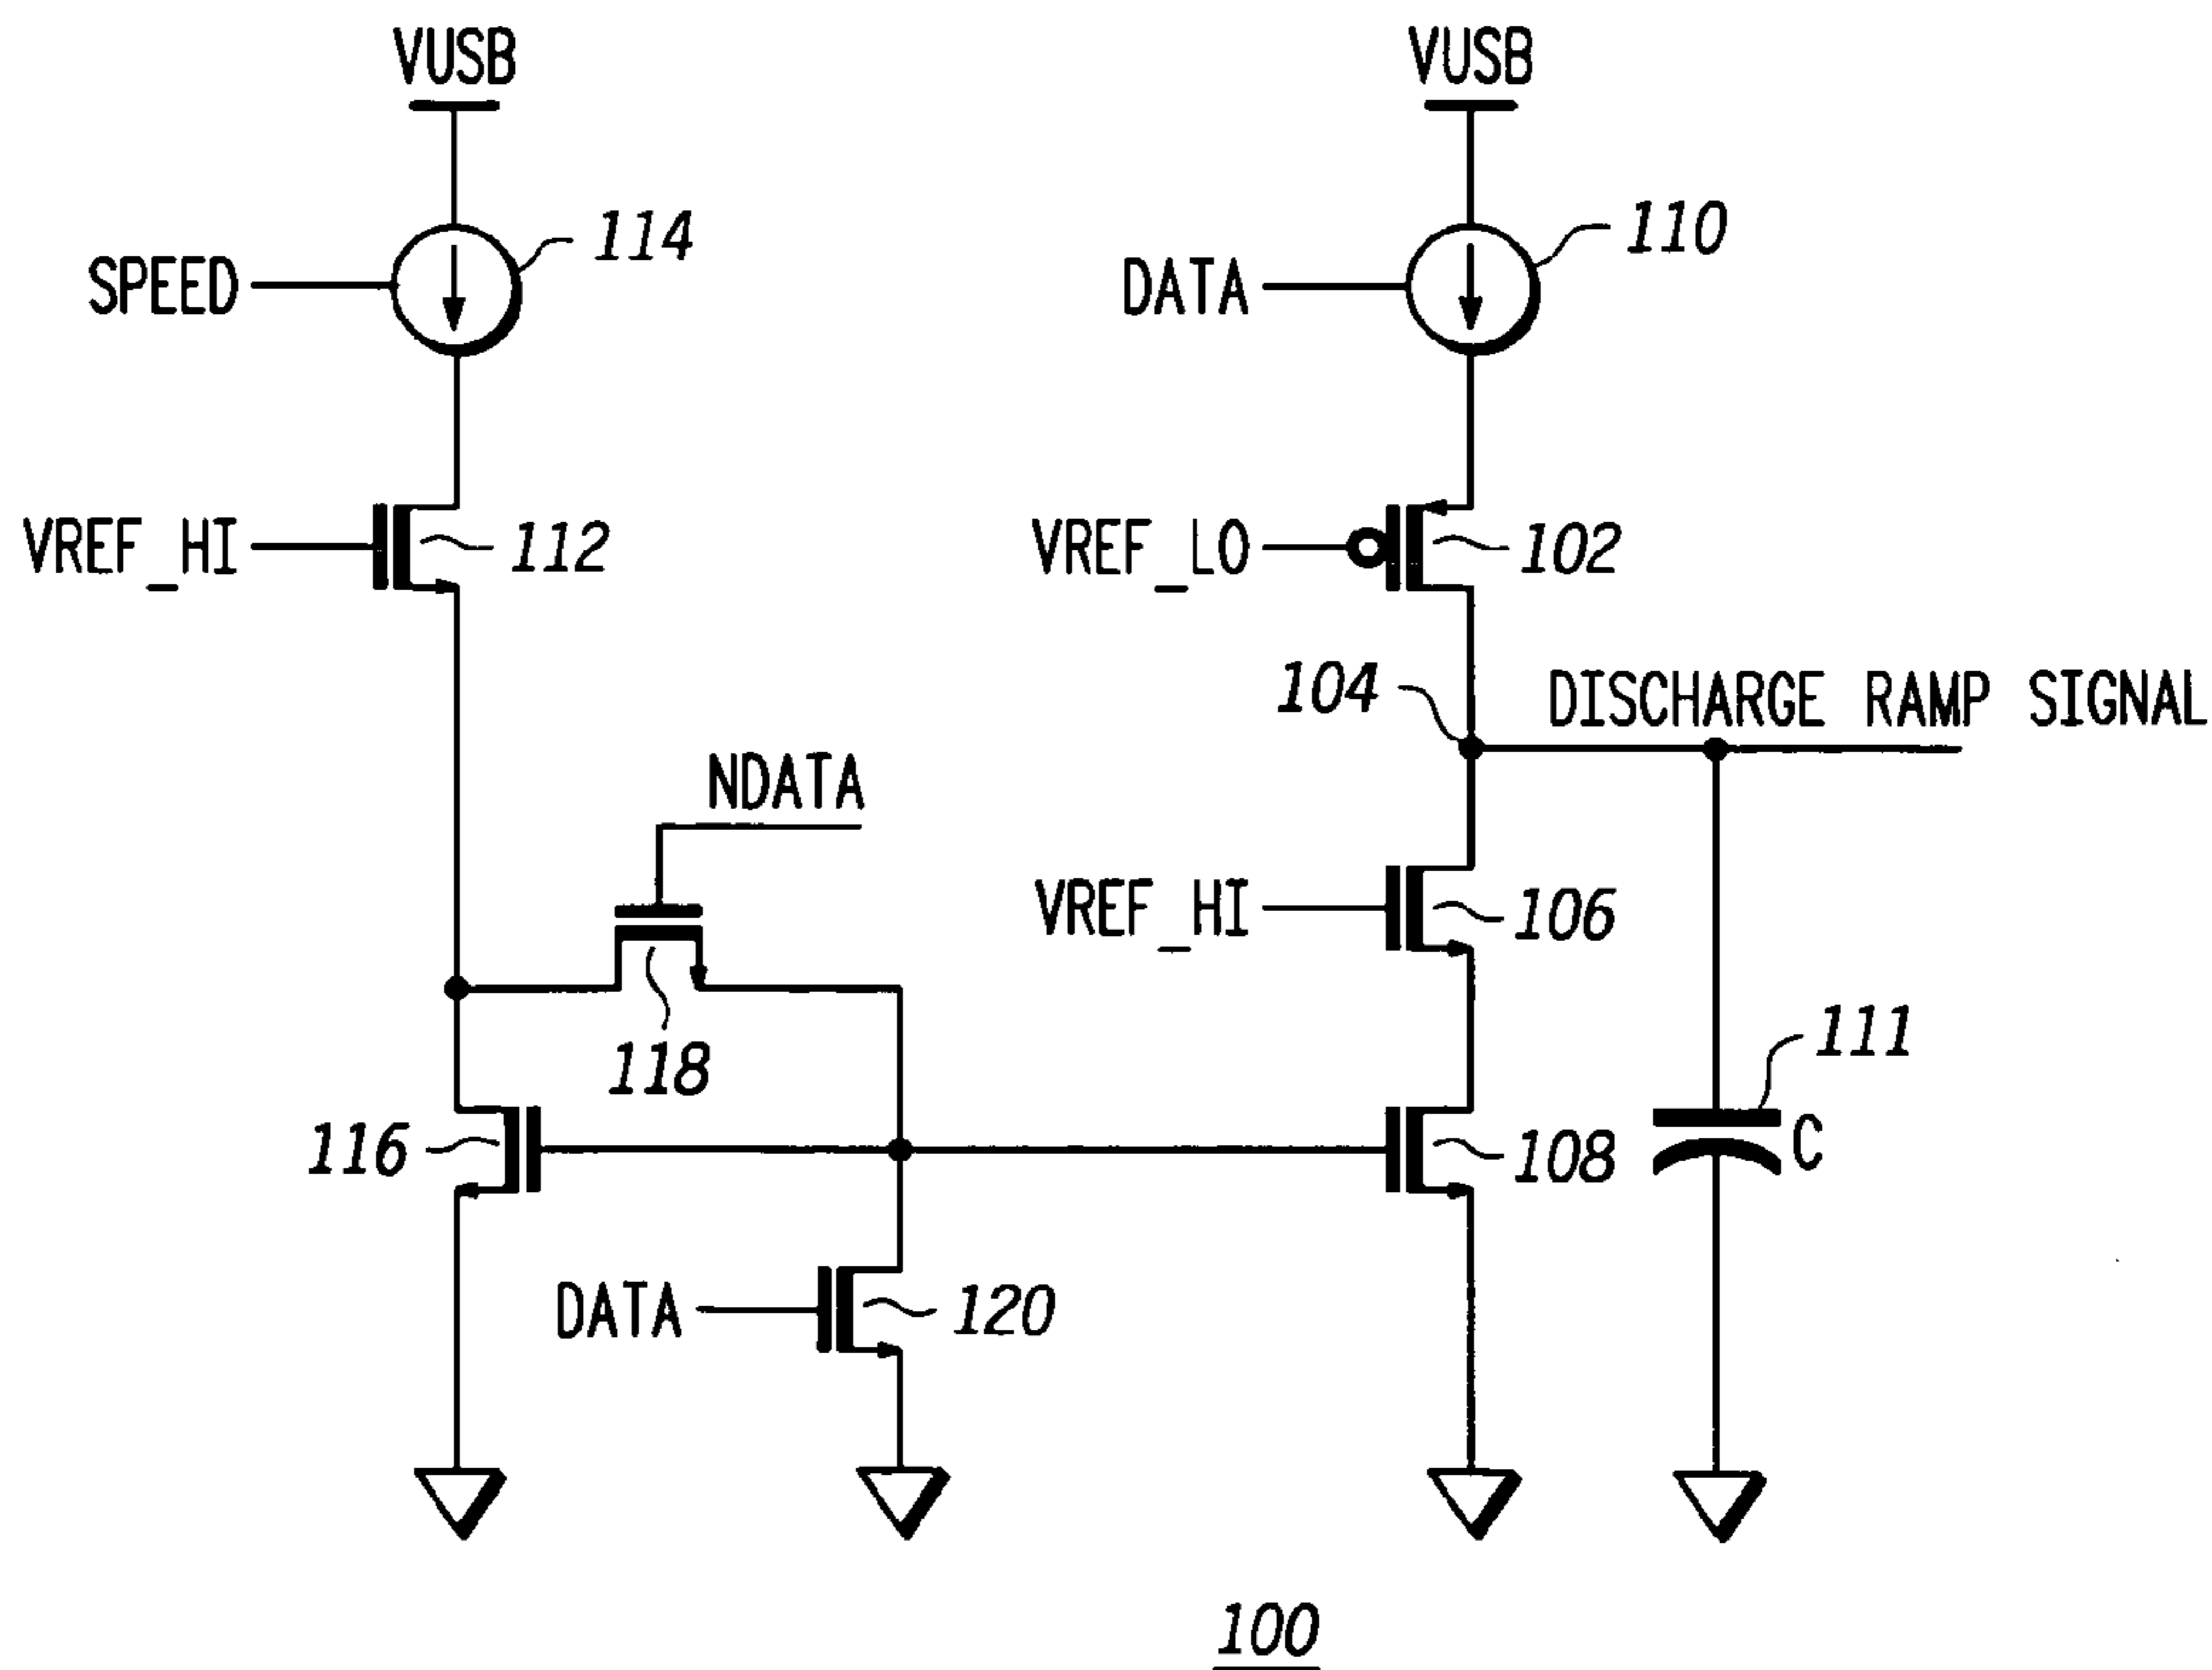 VUSB
VUSB
114
110
SPEED
DATA
VREF_HI
112
VREF_LO
102
104
DISCHARGE RAMP SIGNAL
NDATA
VREF_HI
106
111
118
116
108
C
DATA
120
100